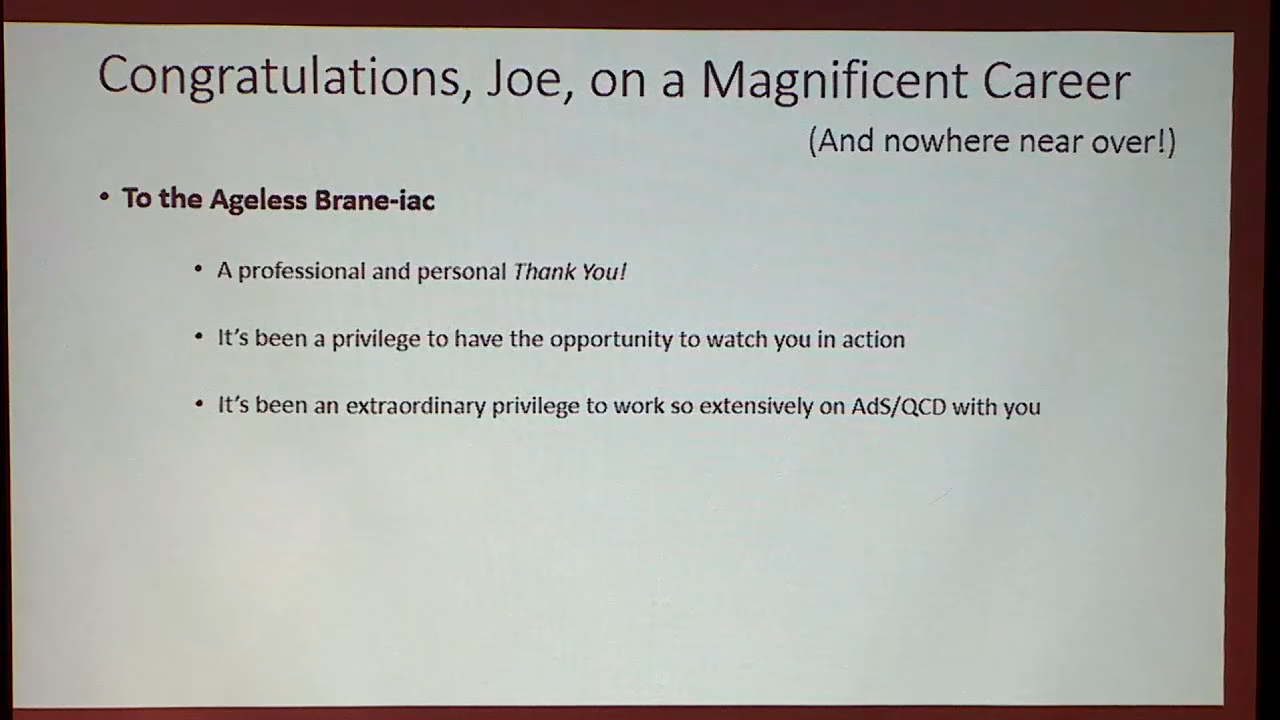 Congratulations, Joe, on a Magnificent Career
(And nowhere near over!)
• To the Ageless Brane-iac
• A professional and personal Thank You!
• It's been a privilege to have the opportunity to watch you in action
• It's been an extraordinary privilege to work so extensively on AdS/QCD with you